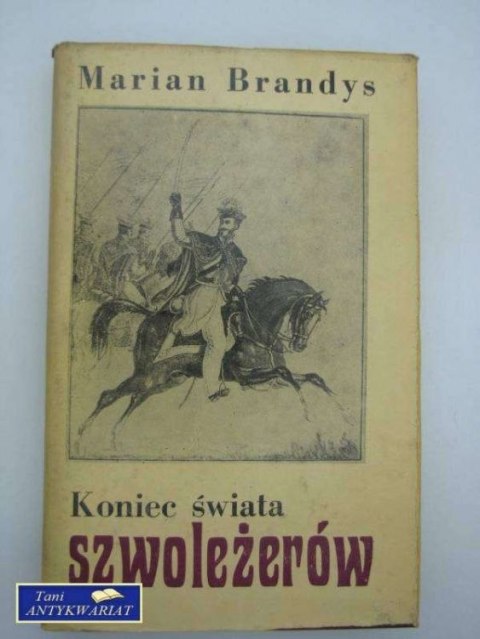 Marian Brandys
Koniec świata
szwoleżerów
Tani
ANTYKWARIAT